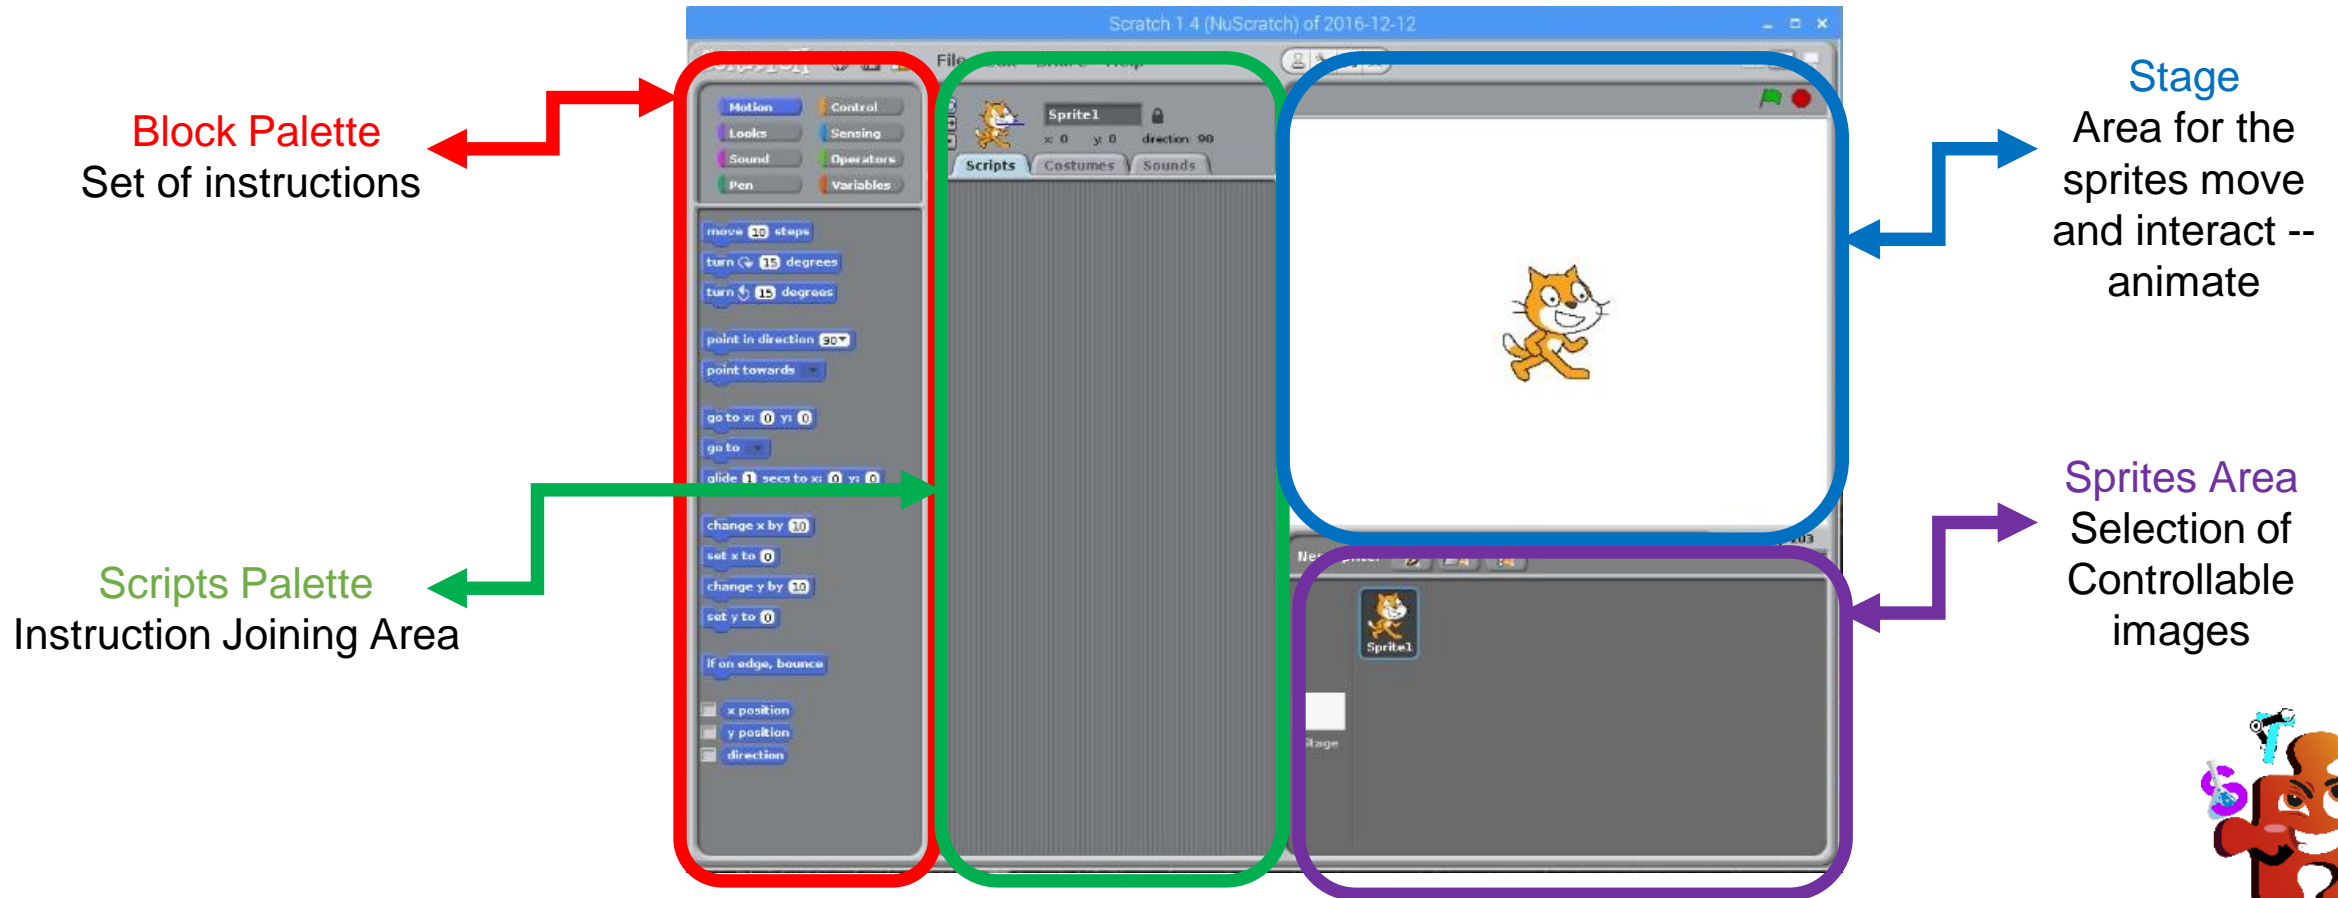 Scratch 1.4 (NuScratch) of 2016-12-12
Block Palette
Set of instructions
Scripts Palette
Instruction Joining Area
Motion
Control
Looks
Sensing
Sound
Operators
Pen
Variables
move 10 steps
turn 15 degrees
turn 15 degrees
point in direction 90
point towards
go to x: 0 y: 0
go to
glide 1 secs to x: 0 y: 0
change x by 10
set x to 0
change y by 10
set y to 0
if on edge, bounce
x position
y position
direction
File
Sprite1
x: 0 y: 0 direction: 90
Scripts Costumes Sounds
Sprite1
Stage
Stage
Area for the
sprites move
and interact --
animate
Sprites Area
Selection of
Controllable
images
S
T